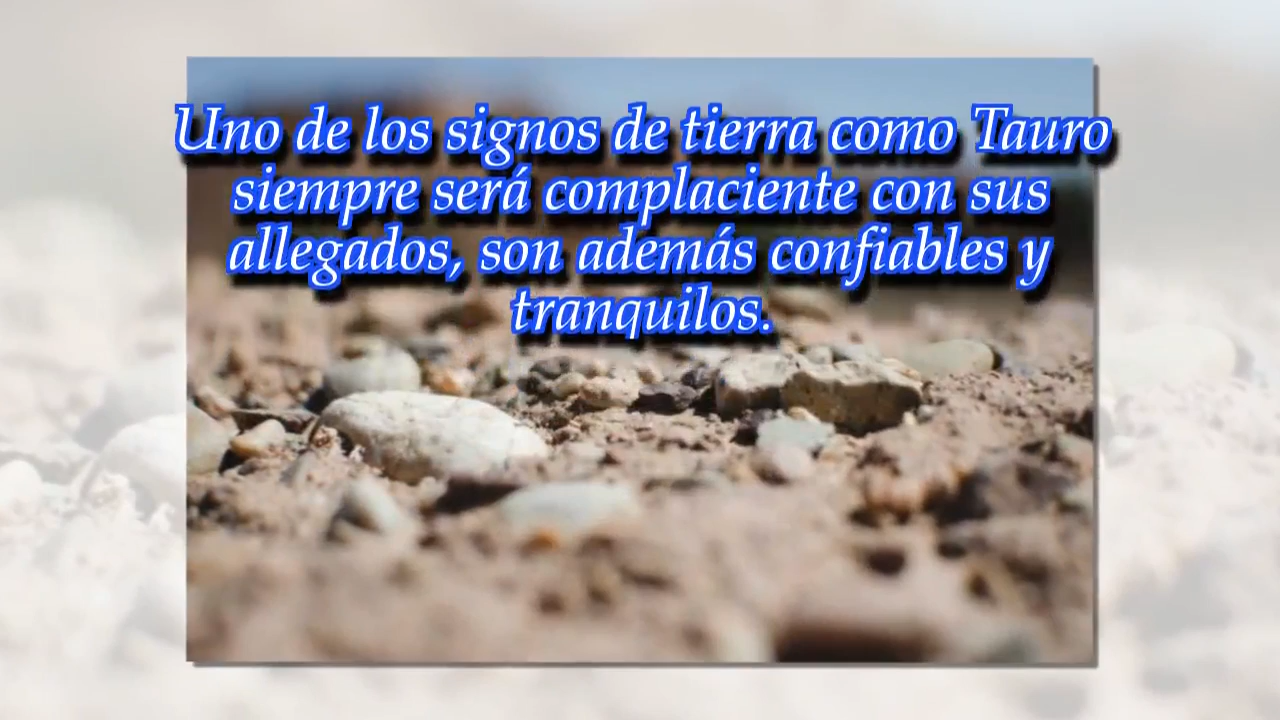 Uno de los signos de tierra como Tauro
siempre será complaciente con sus
allegados, son además confiables y
tranquilos.